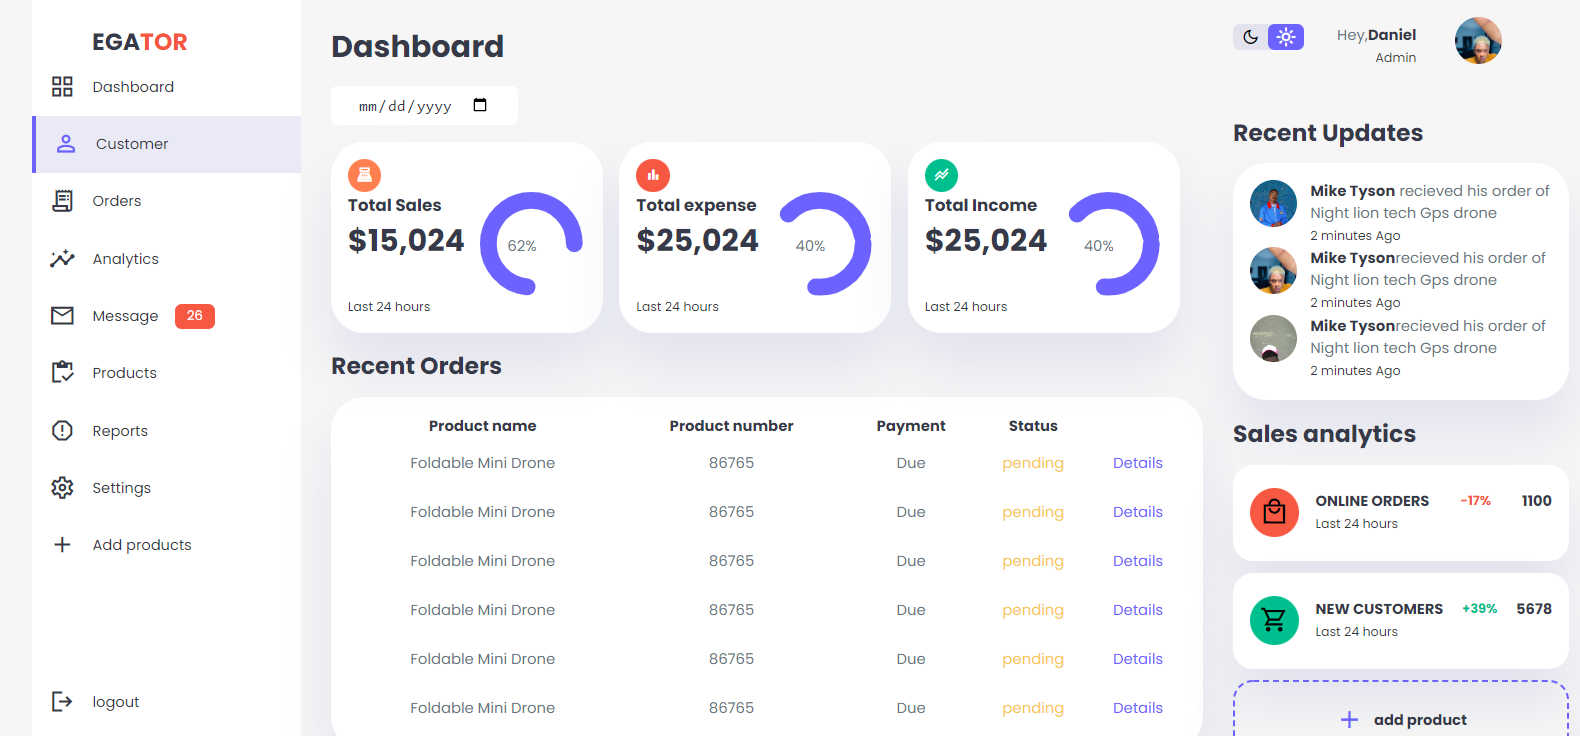 EGATOR
Dashboard
Customer
Orders
Analytics
Message 26
Products
Reports
Settings
Add products
logout
Dashboard
mm/dd/yyyy
Total Sales
$15,024
62%
Last 24 hours
Total expense
$25,024
40%
Last 24 hours
Total Income
$25,024
40%
Last 24 hours
Recent Orders
Product name Product number Payment Status
Foldable Mini Drone 86765 Due pending Details
Foldable Mini Drone 86765 Due pending Details
Foldable Mini Drone 86765 Due pending Details
Foldable Mini Drone 86765 Due pending Details
Foldable Mini Drone 86765 Due pending Details
Foldable Mini Drone 86765 Due pending Details
Hey,Daniel
Admin
Recent Updates
Mike Tyson recieved his order of
Night lion tech Gps drone
2 minutes Ago
Mike Tysonrecieved his order of
Night lion tech Gps drone
2 minutes Ago
Mike Tysonrecieved his order of
Night lion tech Gps drone
2 minutes Ago
Sales analytics
ONLINE ORDERS -17% 1100
Last 24 hours
NEW CUSTOMERS +39% 5678
Last 24 hours
add product